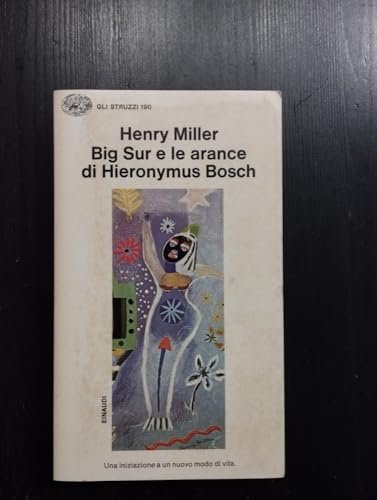 GLI STRUZZI 190
Henry Miller
Big Sur e le arance
di Hieronymus Bosch
EINAUDI
Una iniziazione a un nuovo modo di vita.